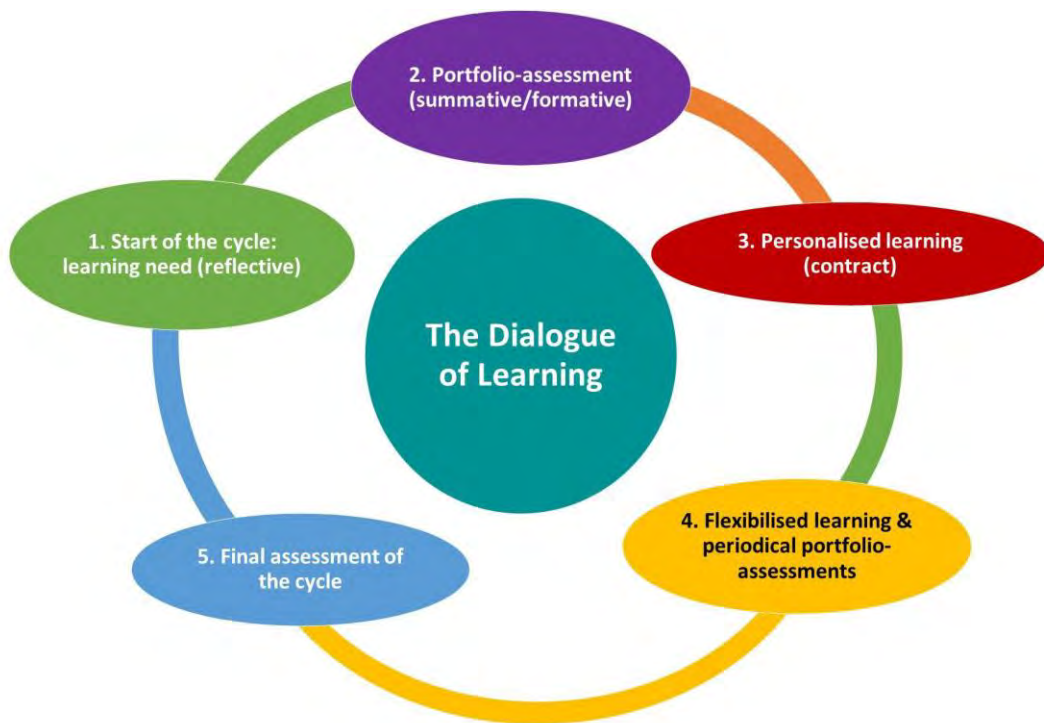 2. Portfolio-assessment
(summative/formative)
1. Start of the cycle:
learning need (reflective)
3. Personalised learning
(contract)
The Dialogue
of Learning
4. Flexibilised learning &
periodical portfolio-
assessments
5. Final assessment of
the cycle